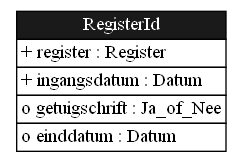 RegisterId
+ register : Register
+ ingangsdatum : Datum
o getuigschrift : Ja_of_Nee
o einddatum : Datum